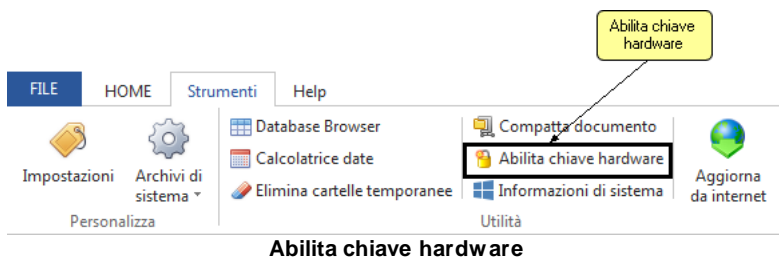 Abilita chiave
hardware
FILE HOME Strumenti Help
Database Browser Compatta documento
Calcolatrice date Abilita chiave hardware
Impostazioni Archivi di
sistema Elimina cartelle temporanee Informazioni di sistema Aggiorna
da internet
Personalizza Utilità
Abilita chiave hardware